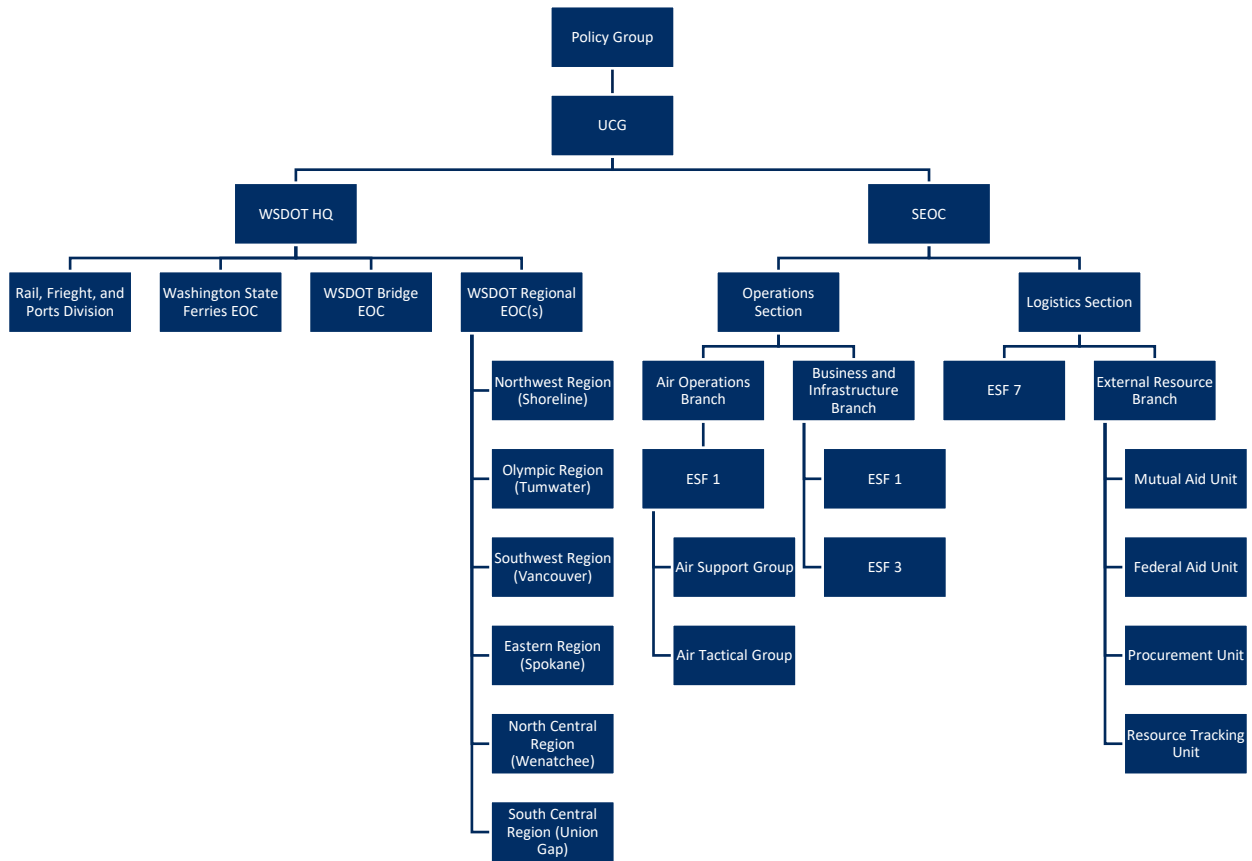 Policy Group
UCG
WSDOT HQ
SEOC
Rail, Frieght, and
Ports Division
Washington State
Ferries EOC
WSDOT Bridge
EOC
WSDOT Regional
EOC(s)
Operations
Section
Logistics Section
Northwest Region
(Shoreline)
Olympic Region
(Tumwater)
Southwest Region
(Vancouver)
Eastern Region
(Spokane)
North Central
Region
(Wenatchee)
South Central
Region (Union
Gap)
Air Operations
Branch
ESF 1
Air Support Group
Air Tactical Group
Business and
Infrastructure
Branch
ESF 1
ESF 3
ESF 7
External Resource
Branch
Mutual Aid Unit
Federal Aid Unit
Procurement Unit
Resource Tracking
Unit